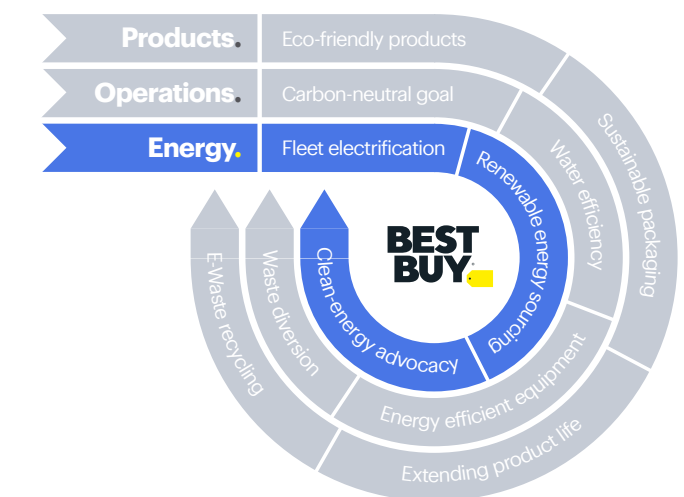 Products. Eco-friendly products
Sustainable packaging
Extending product life
E-Waste recycling
Operations. Carbon-neutral goal
Water efficiency
Energy efficient equipment
Waste diversion
Energy. Fleet electrification
Renewable energy sourcing
Clean-energy advocacy
BEST
BUY